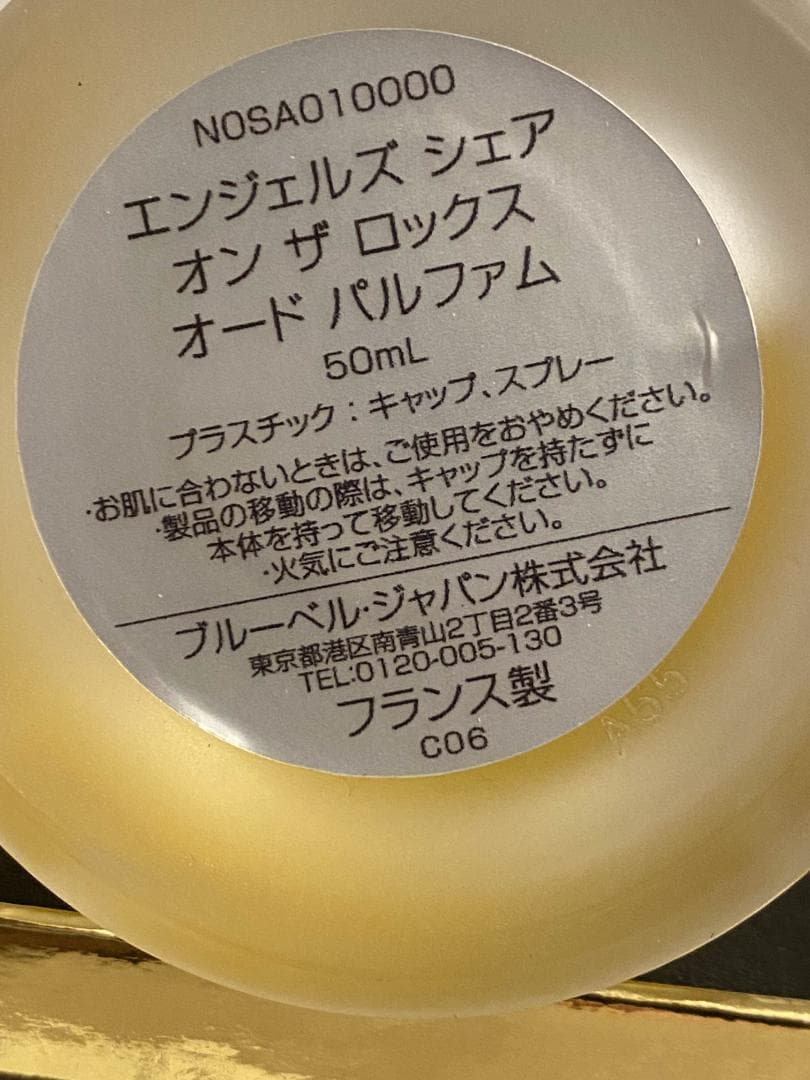 N0SA010000
エンジェルズ シェア
オン ザ ロックス
オード パルファム
50mL
プラスチック：キャップ、スプレー
・お肌に合わないときは、ご使用をおやめください。
・製品の移動の際は、キャップを持たずに
本体を持って移動してください。
・火気にご注意ください。
ブルーベル・ジャパン株式会社
東京都港区南青山2丁目2番3号
TEL:0120-005-130
フランス製
C06
A55